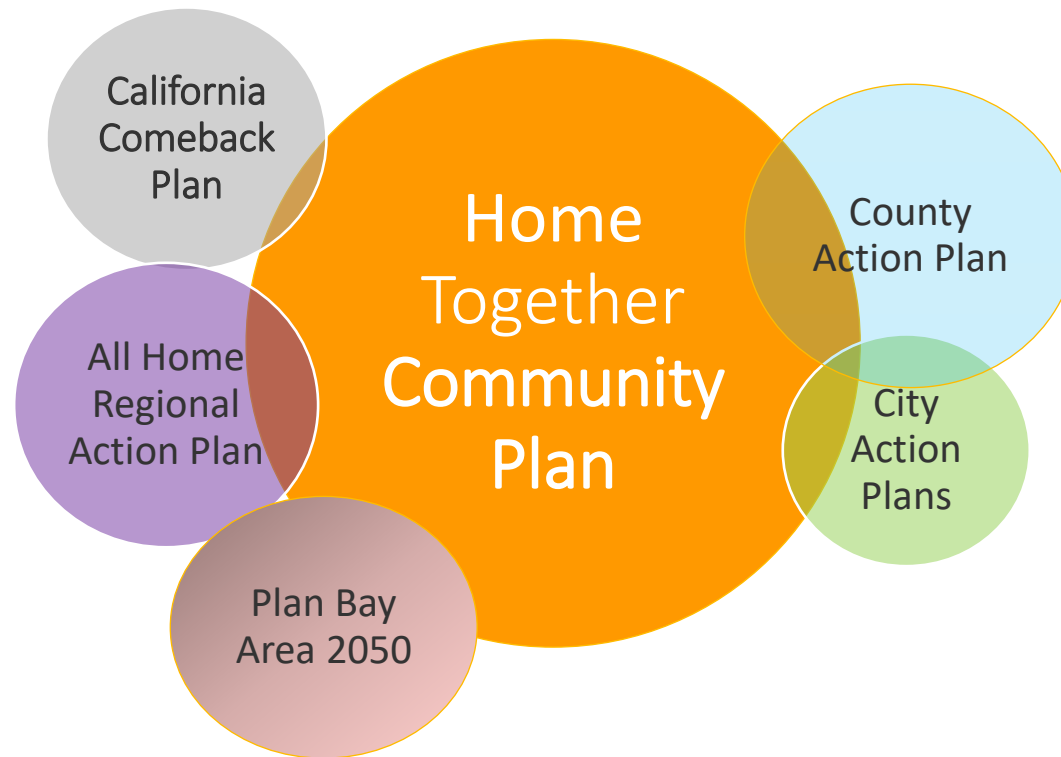 California
Comeback
Plan
Home
Together
Community
Plan
County
Action Plan
All Home
Regional
Action Plan
City
Action
Plans
Plan Bay
Area 2050